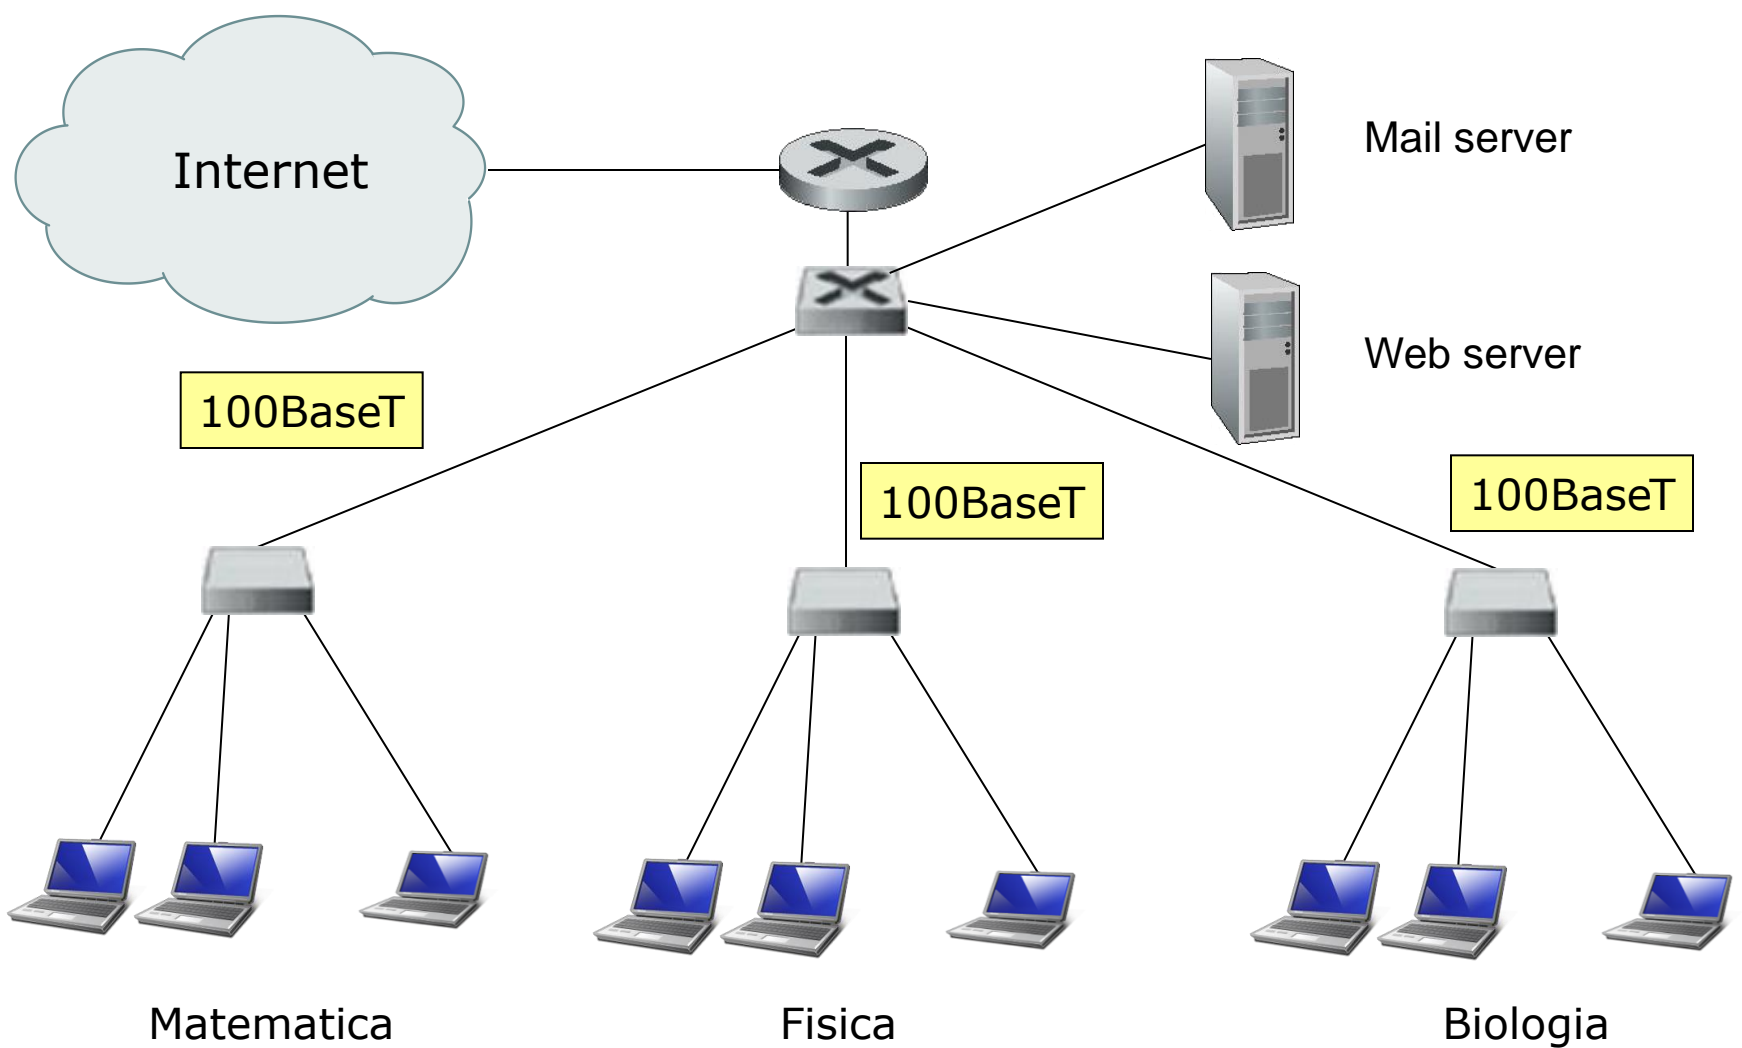 Internet
Mail server
Web server
100BaseT
100BaseT
100BaseT
Matematica
Fisica
Biologia